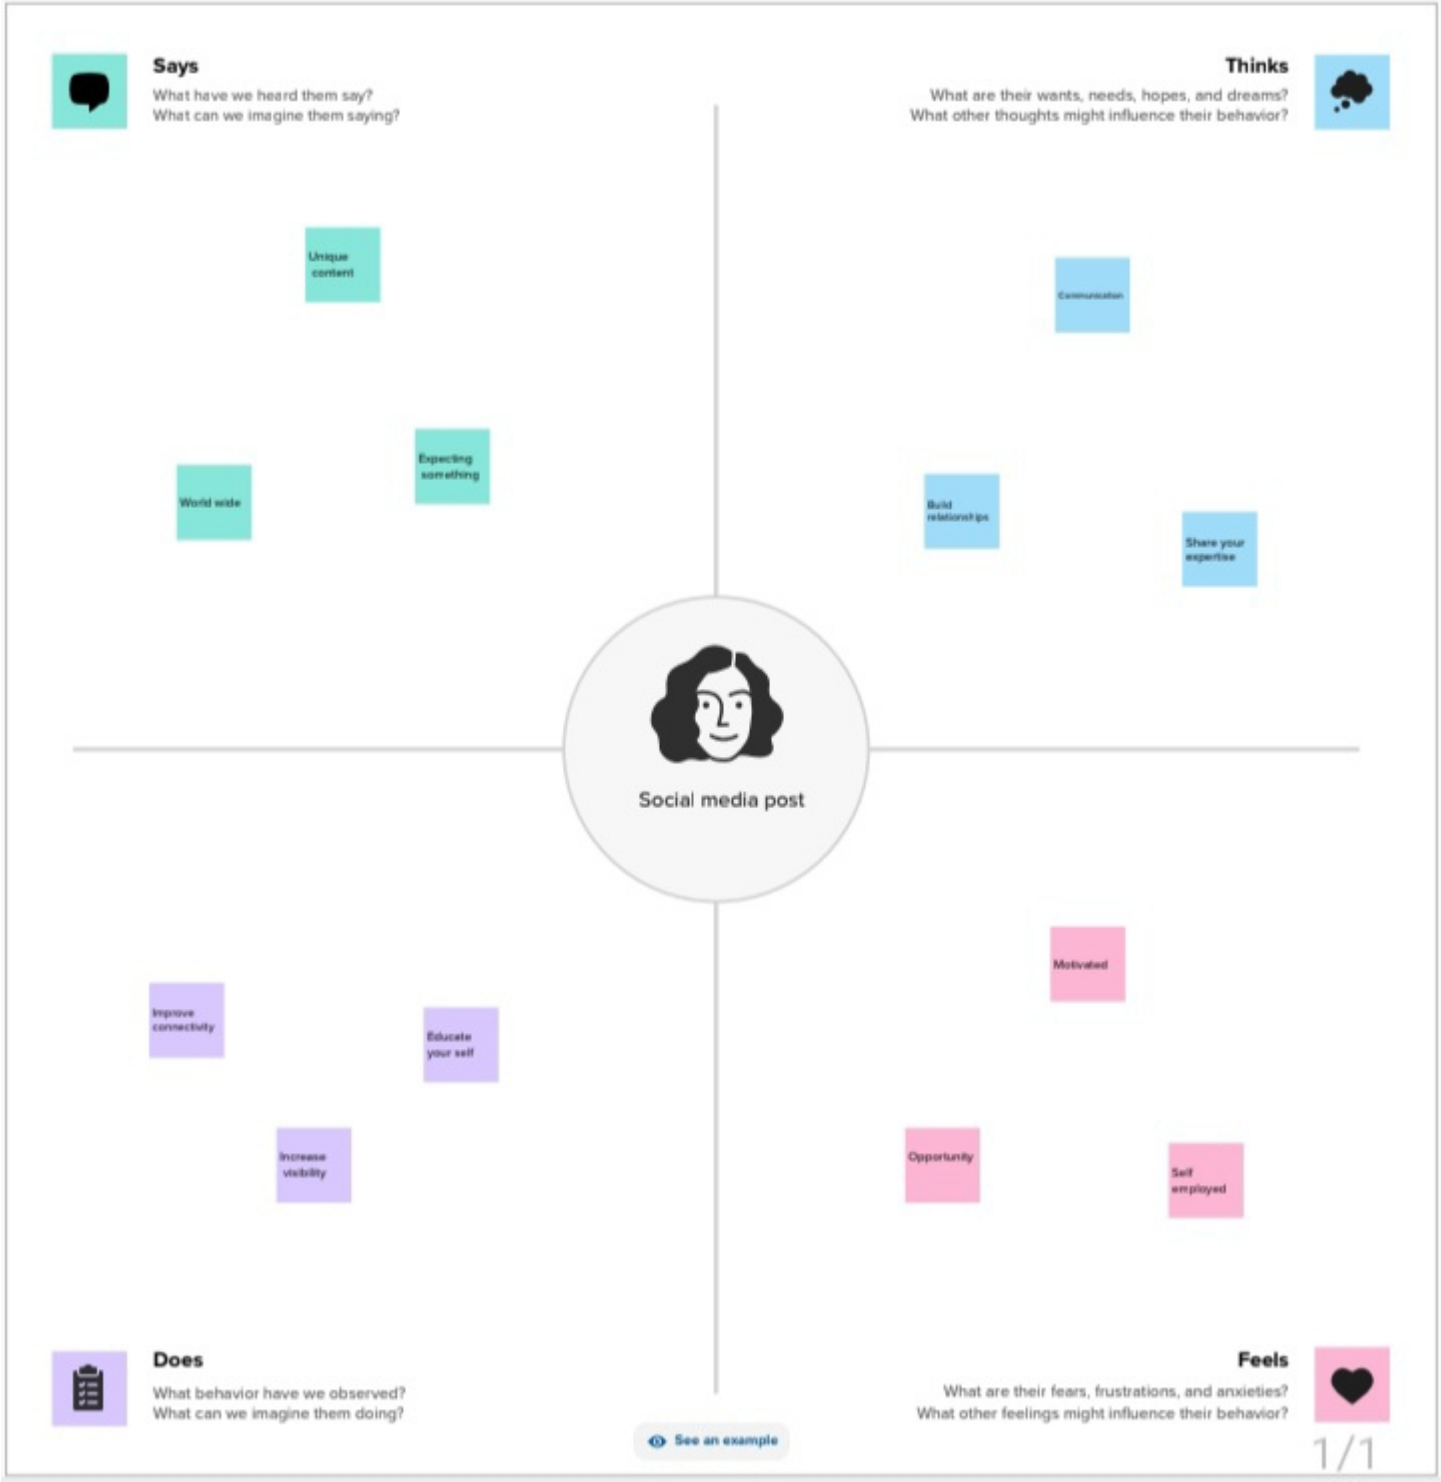 Says
What have we heard them say?
What can we imagine them saying?
Thinks
What are their wants, needs, hopes, and dreams?
What other thoughts might influence their behavior?
Unique
content
World wide
Expecting
something
Communication
Build
relationships
Share your
expertise
Social media post
Improve
connectivity
Educate
your self
Increase
visibility
Motivated
Opportunity
Self
employed
Does
What behavior have we observed?
What can we imagine them doing?
Feels
What are their fears, frustrations, and anxieties?
What other feelings might influence their behavior?
See an example
1/1